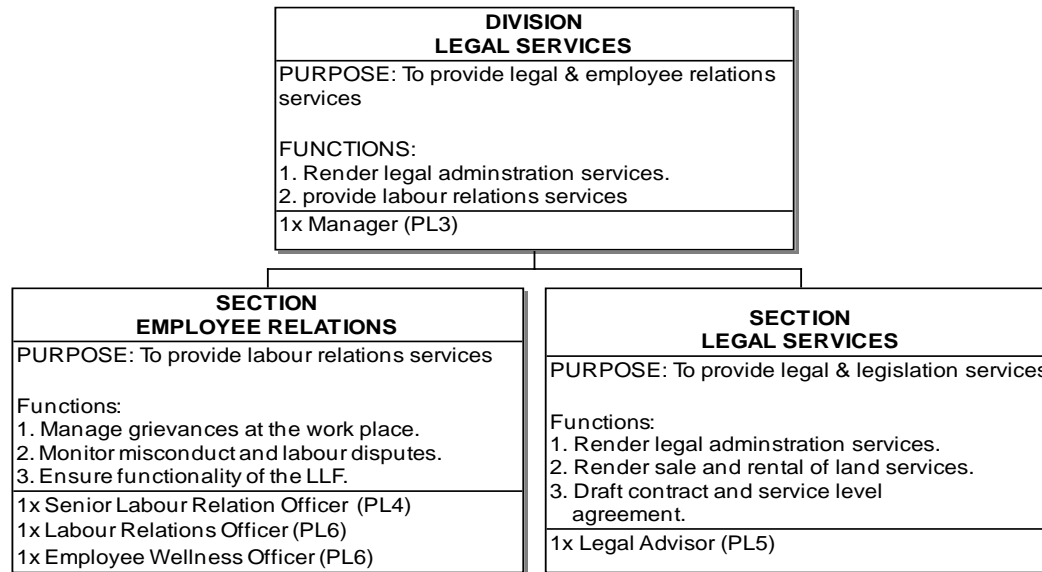 DIVISION
LEGAL SERVICES
PURPOSE: To provide legal & employee relations
services
FUNCTIONS:
1. Render legal adminstration services.
2. provide labour relations services
1x Manager (PL3)
SECTION
EMPLOYEE RELATIONS
PURPOSE: To provide labour relations services
Functions:
1. Manage grievances at the work place.
2. Monitor misconduct and labour disputes.
3. Ensure functionality of the LLF.
1x Senior Labour Relation Officer (PL4)
1x Labour Relations Officer (PL6)
1x Employee Wellness Officer (PL6)
SECTION
LEGAL SERVICES
PURPOSE: To provide legal & legislation services
Functions:
1. Render legal adminstration services.
2. Render sale and rental of land services.
3. Draft contract and service level
agreement.
1x Legal Advisor (PL5)